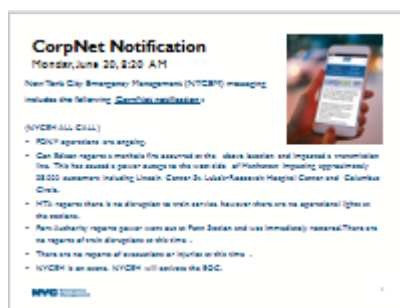 CorpNet Notification
Monday, June 20, 8:20 AM
New York City Emergency Management (NYCEM) messaging
includes the following CorpNet notification:
(NYCEM ALL CALL)
• FDNY operations are ongoing.
• Con Edison reports a manhole fire occurred at the above location and impacted a transmission
line. This has caused a power outage to the west side of Manhattan impacting approximately
customers including Lincoln Center St. Luke's-Roosevelt Hospital Center and Columbus
Circle.
• MTA reports there is no disruption to train service, however there are no operational lights at
the stations.
• Port Authority reports power went out at Penn Station and was immediately restored. There are
no reports of train disruptions at this time.
• There are no reports of evacuations or injuries at this time.
• NYCEM is on scene. NYCEM will activate the EOC.
NYC Emergency Management